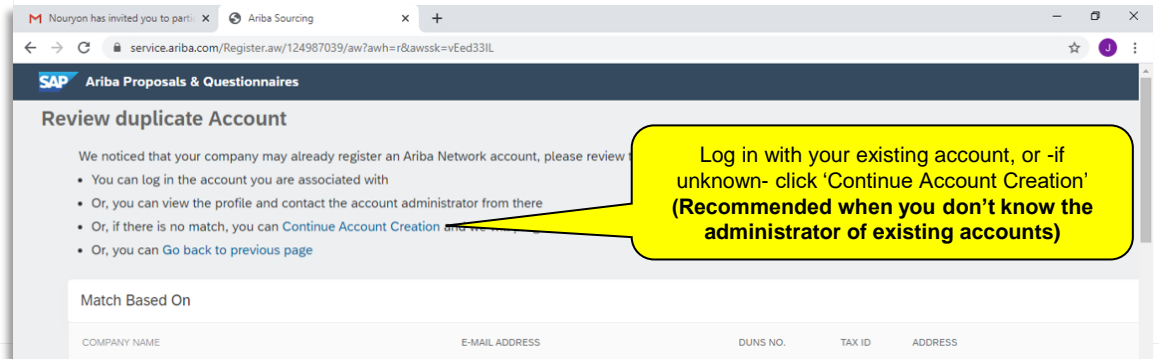 Nouryon has invited you to parti
Ariba Sourcing
service.ariba.com/Register.aw/124987039/aw?awh=r&awssk=vEed33IL
J
SAP Ariba Proposals & Questionnaires
Review duplicate Account
We noticed that your company may already register an Ariba Network account, please review
• You can log in the account you are associated with
• Or, you can view the profile and contact the account administrator from there
• Or, if there is no match, you can Continue Account Creation and we will
• Or, you can Go back to previous page
Log in with your existing account, or -if
unknown- click ‘Continue Account Creation’
(Recommended when you don’t know the
administrator of existing accounts)
Match Based On
COMPANY NAME E-MAIL ADDRESS DUNS NO. TAX ID ADDRESS